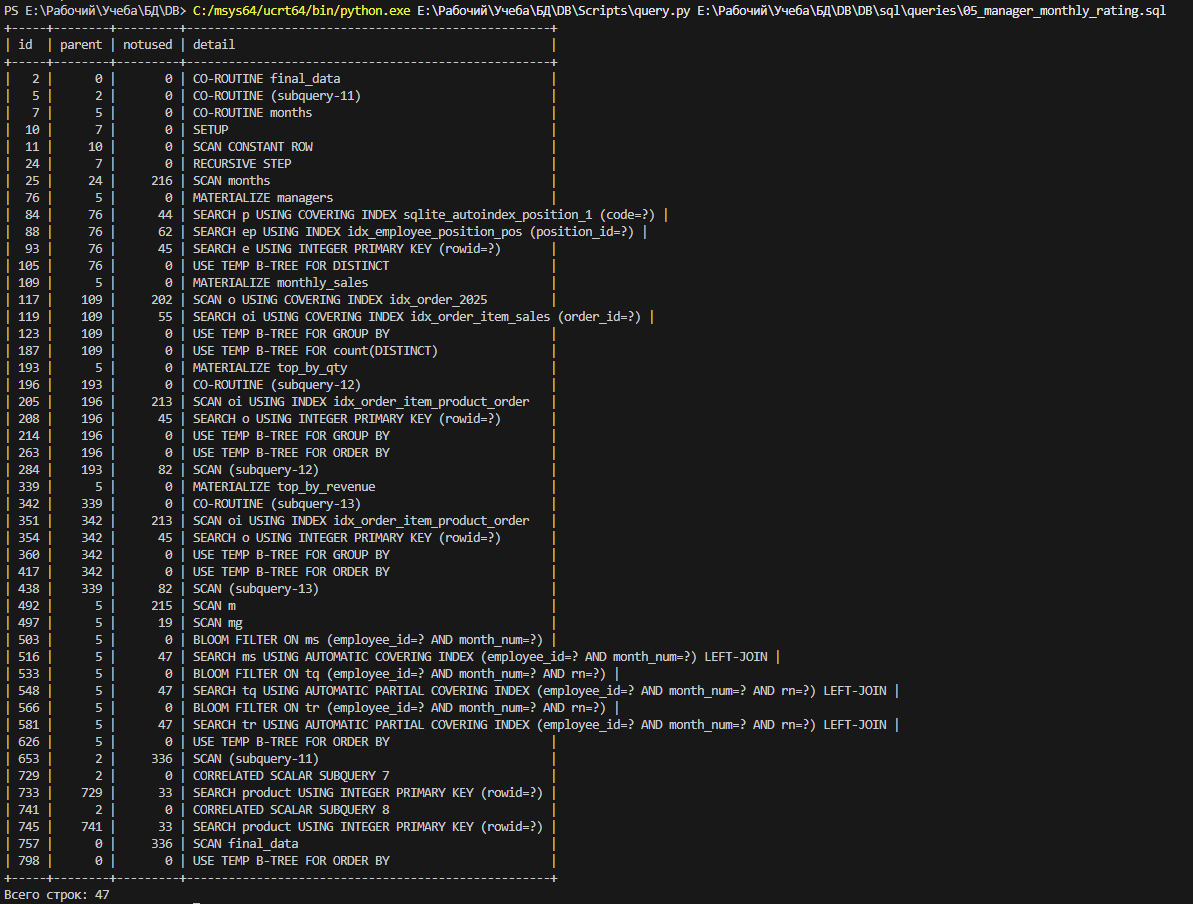 PS E:\Рабочий\Учеба\БД\DB> C:/msys64/ucrt64/bin/python.exe E:\Рабочий\Учеба\БД\DB\Scripts\query.py E:\Рабочий\Учеба\БД\DB\DB\sql\queries\05_manager_monthly_rating.sql
+-----+--------+---------+---------------------------------------------------+
| id  | parent | notused | detail                                            |
+-----+--------+---------+---------------------------------------------------+
|   2 |      0 |       0 | CO-ROUTINE final_data                             |
|   5 |      2 |       0 | CO-ROUTINE (subquery-11)                          |
|   7 |      5 |       0 | CO-ROUTINE months                                 |
|  10 |      7 |       0 | SETUP                                             |
|  11 |     10 |       0 | SCAN CONSTANT ROW                                 |
|  24 |      7 |       0 | RECURSIVE STEP                                    |
|  25 |     24 |     216 | SCAN months                                       |
|  76 |      5 |       0 | MATERIALIZE managers                              |
|  84 |     76 |      44 | SEARCH p USING COVERING INDEX sqlite_autoindex_position_1 (code=?) |
|  88 |     76 |      62 | SEARCH ep USING INDEX idx_employee_position_pos (position_id=?) |
|  93 |     76 |      45 | SEARCH e USING INTEGER PRIMARY KEY (rowid=?)      |
| 105 |     76 |       0 | USE TEMP B-TREE FOR DISTINCT                      |
| 109 |      5 |       0 | MATERIALIZE monthly_sales                         |
| 117 |    109 |     202 | SCAN o USING COVERING INDEX idx_order_2025        |
| 119 |    109 |      55 | SEARCH oi USING COVERING INDEX idx_order_item_sales (order_id=?) |
| 123 |    109 |       0 | USE TEMP B-TREE FOR GROUP BY                      |
| 187 |    109 |       0 | USE TEMP B-TREE FOR count(DISTINCT)               |
| 193 |      5 |       0 | MATERIALIZE top_by_qty                            |
| 196 |    193 |       0 | CO-ROUTINE (subquery-12)                          |
| 205 |    196 |     213 | SCAN oi USING INDEX idx_order_item_product_order  |
| 208 |    196 |      45 | SEARCH o USING INTEGER PRIMARY KEY (rowid=?)      |
| 214 |    196 |       0 | USE TEMP B-TREE FOR GROUP BY                      |
| 263 |    196 |       0 | USE TEMP B-TREE FOR ORDER BY                      |
| 284 |    193 |      82 | SCAN (subquery-12)                                |
| 339 |      5 |       0 | MATERIALIZE top_by_revenue                        |
| 342 |    339 |       0 | CO-ROUTINE (subquery-13)                          |
| 351 |    342 |     213 | SCAN oi USING INDEX idx_order_item_product_order  |
| 354 |    342 |      45 | SEARCH o USING INTEGER PRIMARY KEY (rowid=?)      |
| 360 |    342 |       0 | USE TEMP B-TREE FOR GROUP BY                      |
| 417 |    342 |       0 | USE TEMP B-TREE FOR ORDER BY                      |
| 438 |    339 |      82 | SCAN (subquery-13)                                |
| 492 |      5 |     215 | SCAN m                                            |
| 497 |      5 |      19 | SCAN mg                                           |
| 503 |      5 |       0 | BLOOM FILTER ON ms (employee_id=? AND month_num=?) |
| 516 |      5 |      47 | SEARCH ms USING AUTOMATIC COVERING INDEX (employee_id=? AND month_num=?) LEFT-JOIN |
| 533 |      5 |       0 | BLOOM FILTER ON tq (employee_id=? AND month_num=? AND rn=?) |
| 548 |      5 |      47 | SEARCH tq USING AUTOMATIC PARTIAL COVERING INDEX (employee_id=? AND month_num=? AND rn=?) LEFT-JOIN |
| 566 |      5 |       0 | BLOOM FILTER ON tr (employee_id=? AND month_num=? AND rn=?) |
| 581 |      5 |      47 | SEARCH tr USING AUTOMATIC PARTIAL COVERING INDEX (employee_id=? AND month_num=? AND rn=?) LEFT-JOIN |
| 626 |      5 |       0 | USE TEMP B-TREE FOR ORDER BY                      |
| 653 |      2 |     336 | SCAN (subquery-11)                                |
| 729 |      2 |       0 | CORRELATED SCALAR SUBQUERY 7                      |
| 733 |    729 |      33 | SEARCH product USING INTEGER PRIMARY KEY (rowid=?) |
| 741 |      2 |       0 | CORRELATED SCALAR SUBQUERY 8                      |
| 745 |    741 |      33 | SEARCH product USING INTEGER PRIMARY KEY (rowid=?) |
| 757 |      0 |     336 | SCAN final_data                                   |
| 798 |      0 |       0 | USE TEMP B-TREE FOR ORDER BY                      |
+-----+--------+---------+---------------------------------------------------+
Всего строк: 47